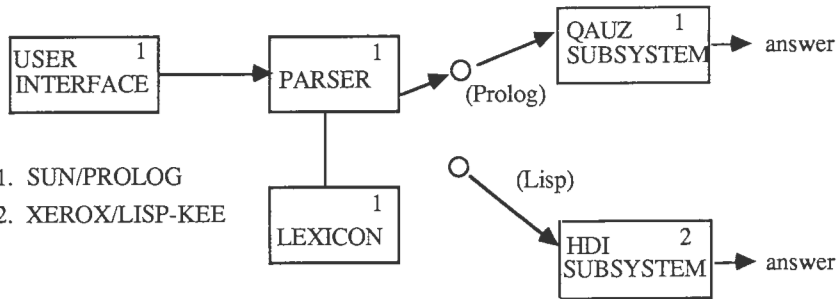 USER 1
INTERFACE
1
PARSER
(Prolog)
QAUZ 1
SUBSYSTEM
answer
1. SUN/PROLOG
2. XEROX/LISP-KEE
1
LEXICON
(Lisp)
HDI 2
SUBSYSTEM
answer